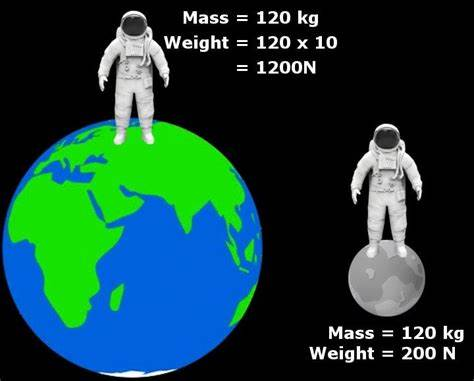 Mass = 120 kg
Weight = 120 x 10
= 1200N
Mass = 120 kg
Weight = 200 N